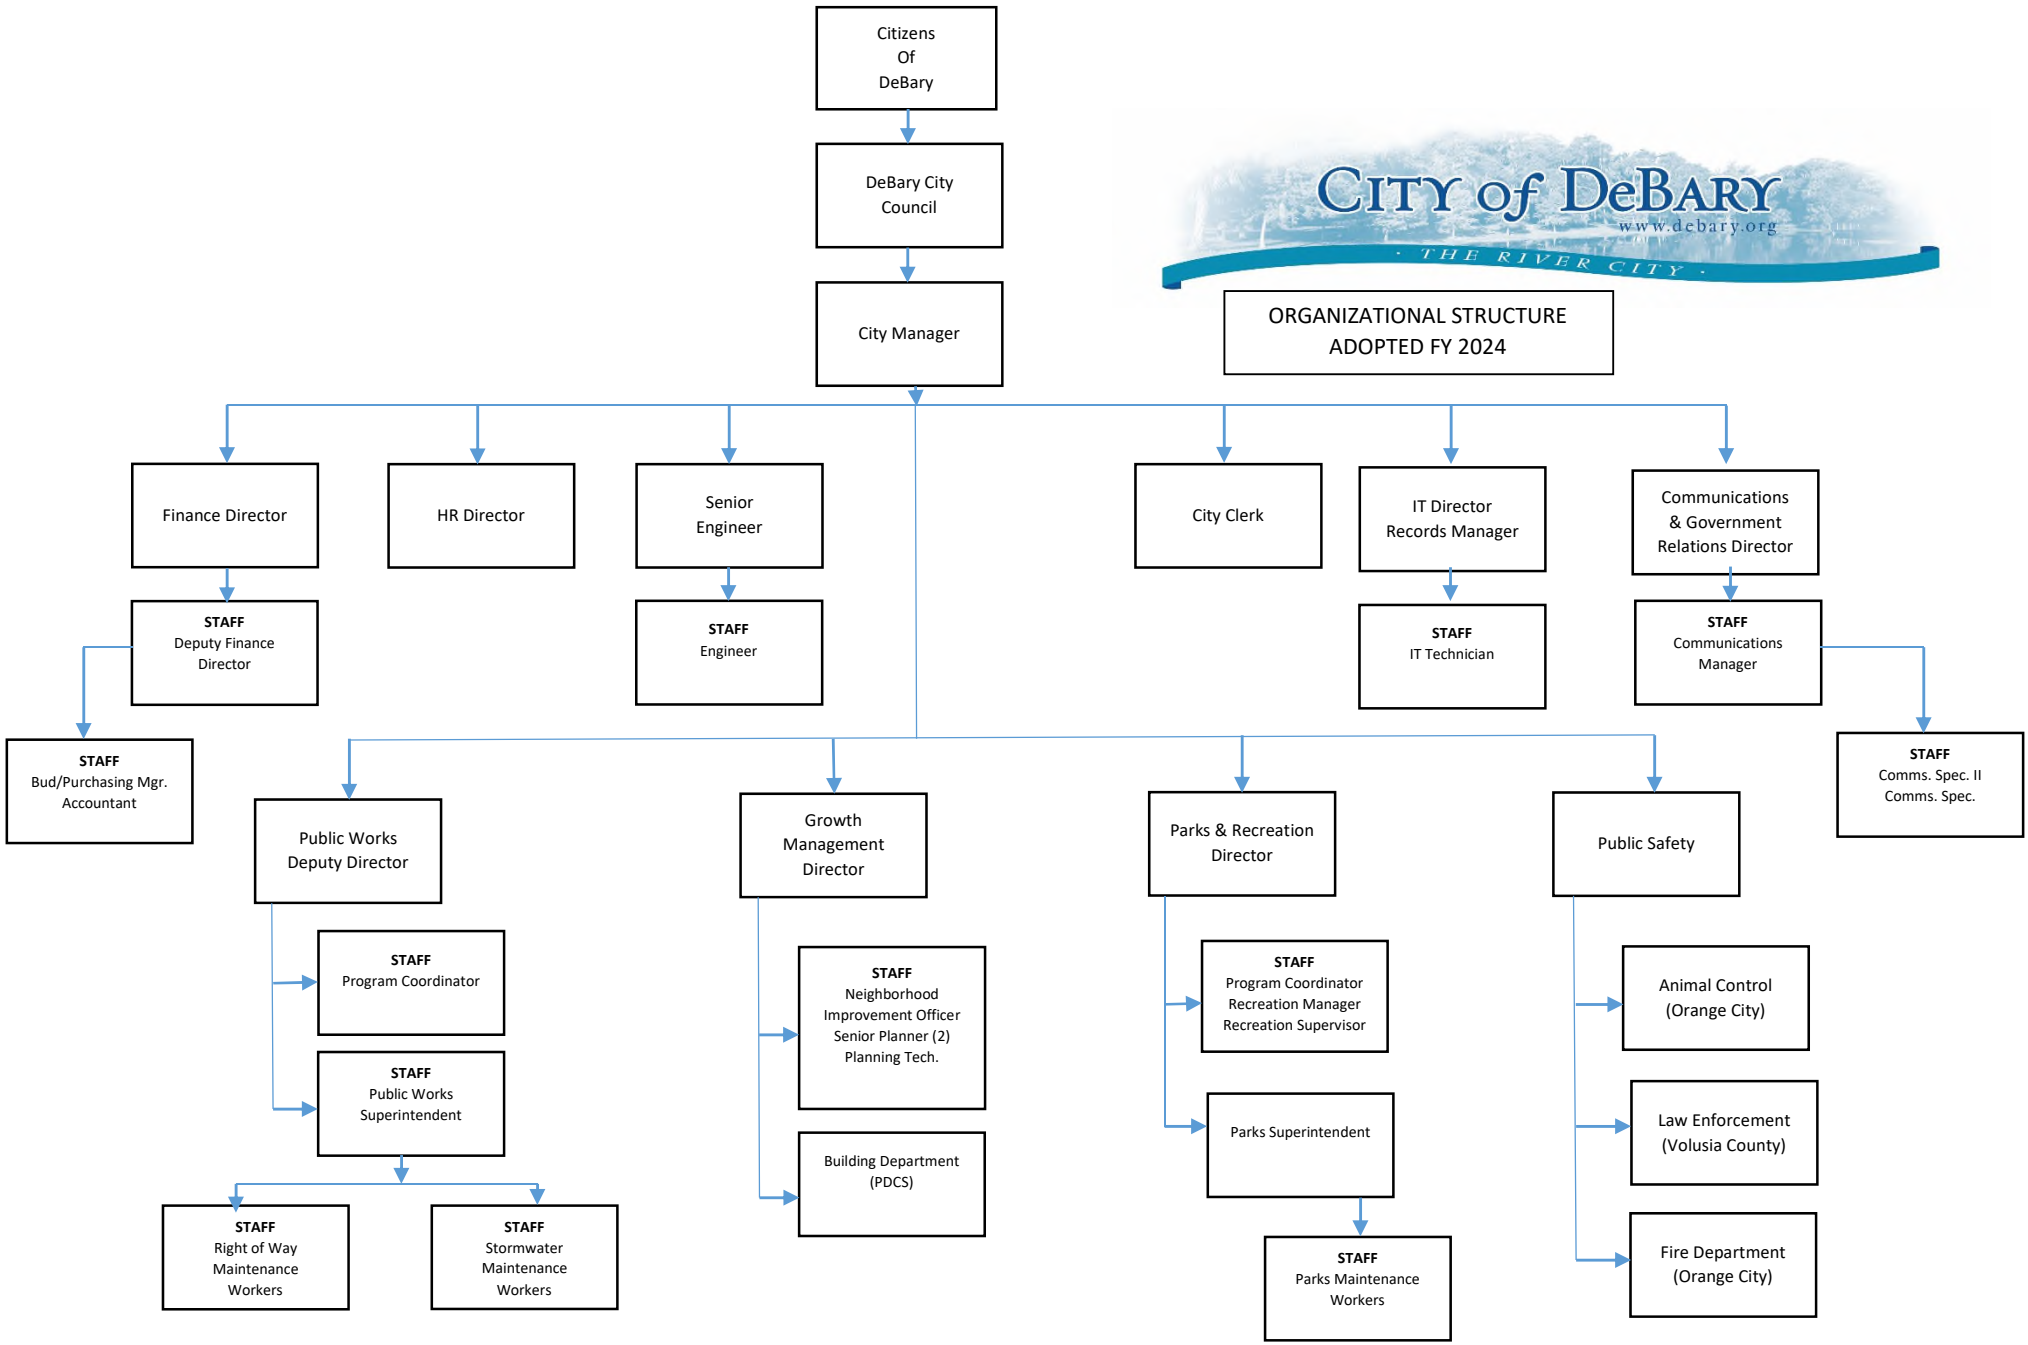 Citizens
Of
DeBary
DeBary City
Council
City Manager
CITY of DeBARY
www.debary.org
· THE RIVER CITY ·
ORGANIZATIONAL STRUCTURE
ADOPTED FY 2024
Finance Director
HR Director
Senior
Engineer
City Clerk
IT Director
Records Manager
Communications
& Government
Relations Director
STAFF
Deputy Finance
Director
STAFF
Engineer
STAFF
IT Technician
STAFF
Communications
Manager
STAFF
Bud/Purchasing Mgr.
Accountant
STAFF
Comms. Spec. II
Comms. Spec.
Public Works
Deputy Director
Growth
Management
Director
Parks & Recreation
Director
Public Safety
STAFF
Program Coordinator
STAFF
Public Works
Superintendent
STAFF
Right of Way
Maintenance
Workers
STAFF
Stormwater
Maintenance
Workers
STAFF
Neighborhood
Improvement Officer
Senior Planner (2)
Planning Tech.
Building Department
(PDCS)
STAFF
Program Coordinator
Recreation Manager
Recreation Supervisor
Parks Superintendent
STAFF
Parks Maintenance
Workers
Animal Control
(Orange City)
Law Enforcement
(Volusia County)
Fire Department
(Orange City)